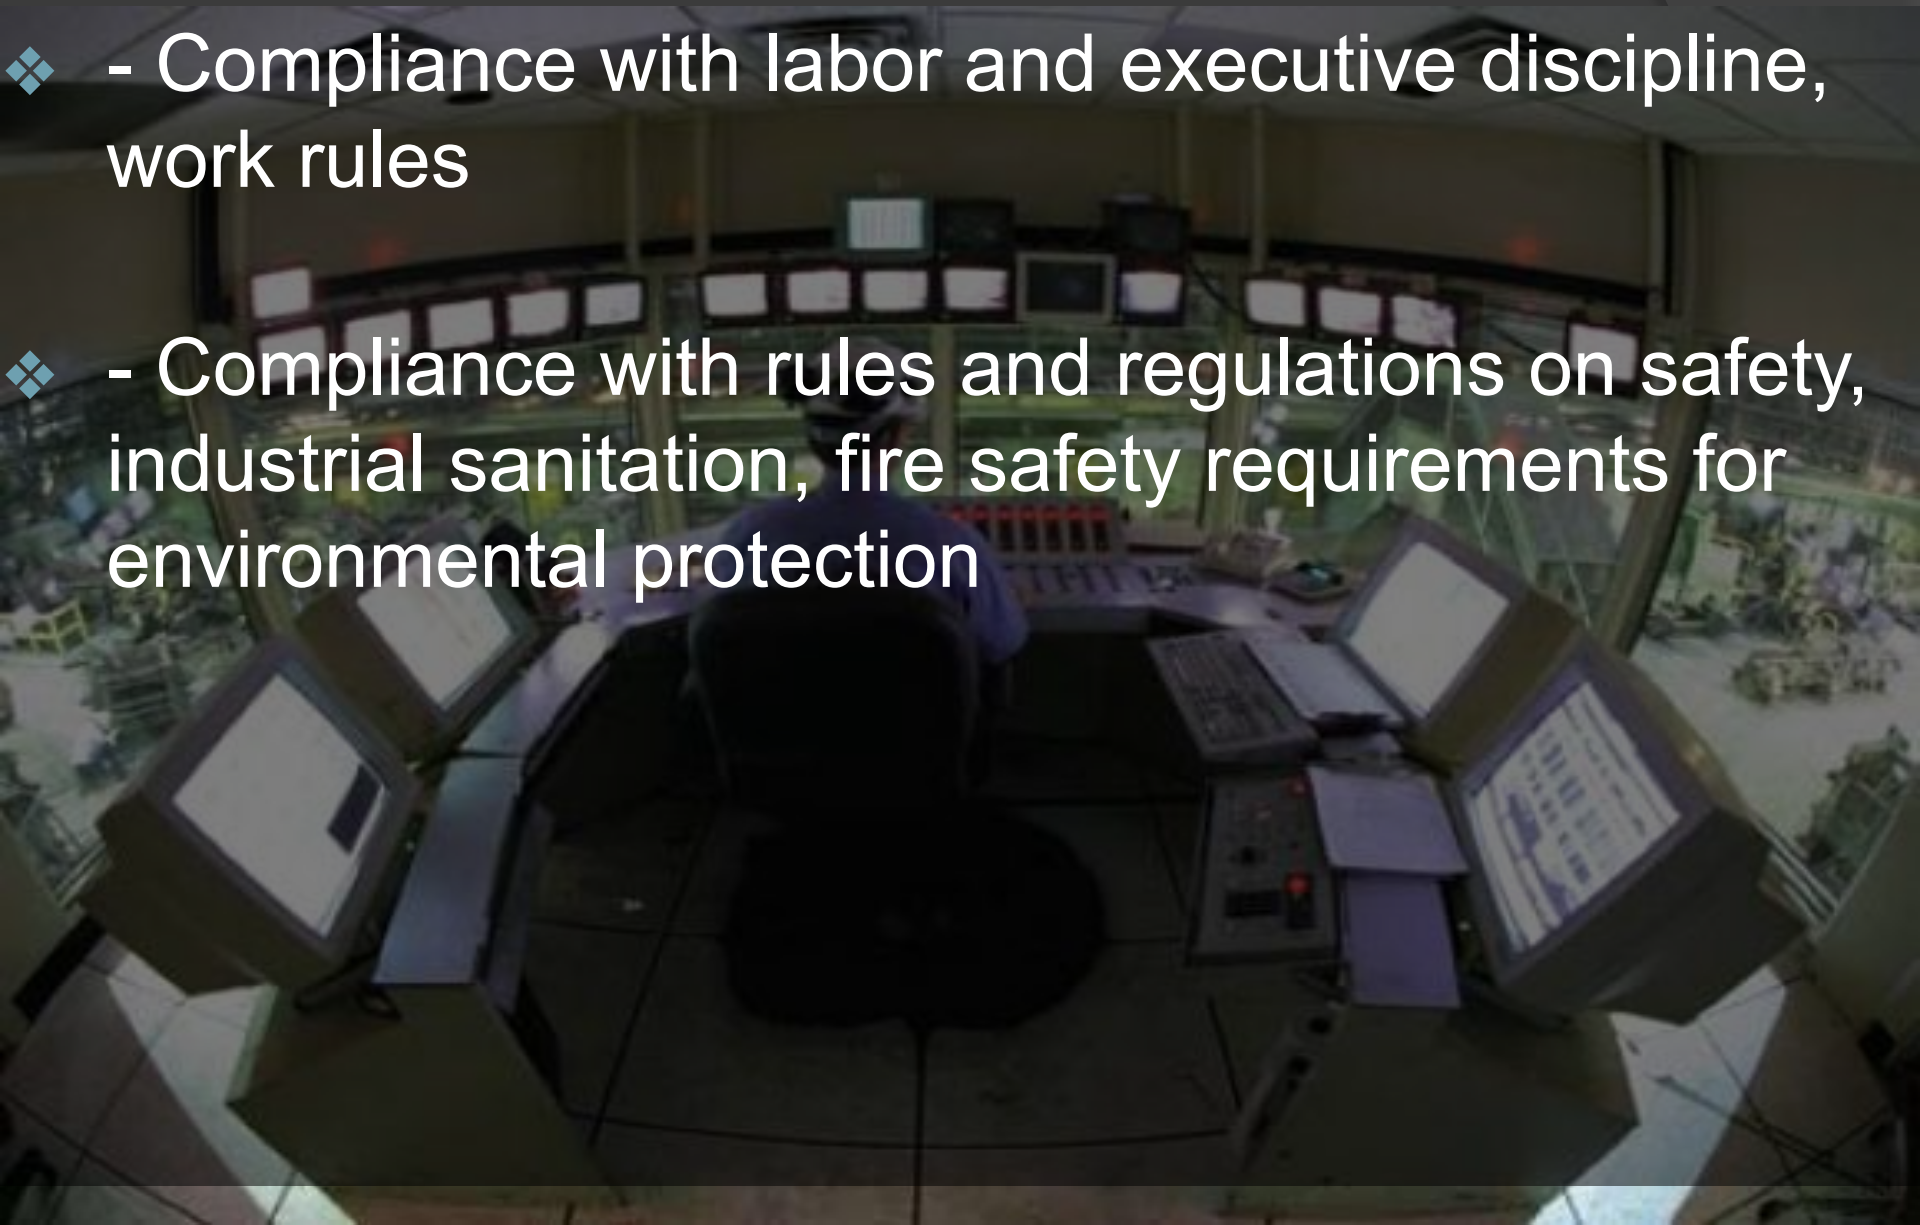 - Compliance with labor and executive discipline,
work rules
- Compliance with rules and regulations on safety,
industrial sanitation, fire safety requirements for
environmental protection